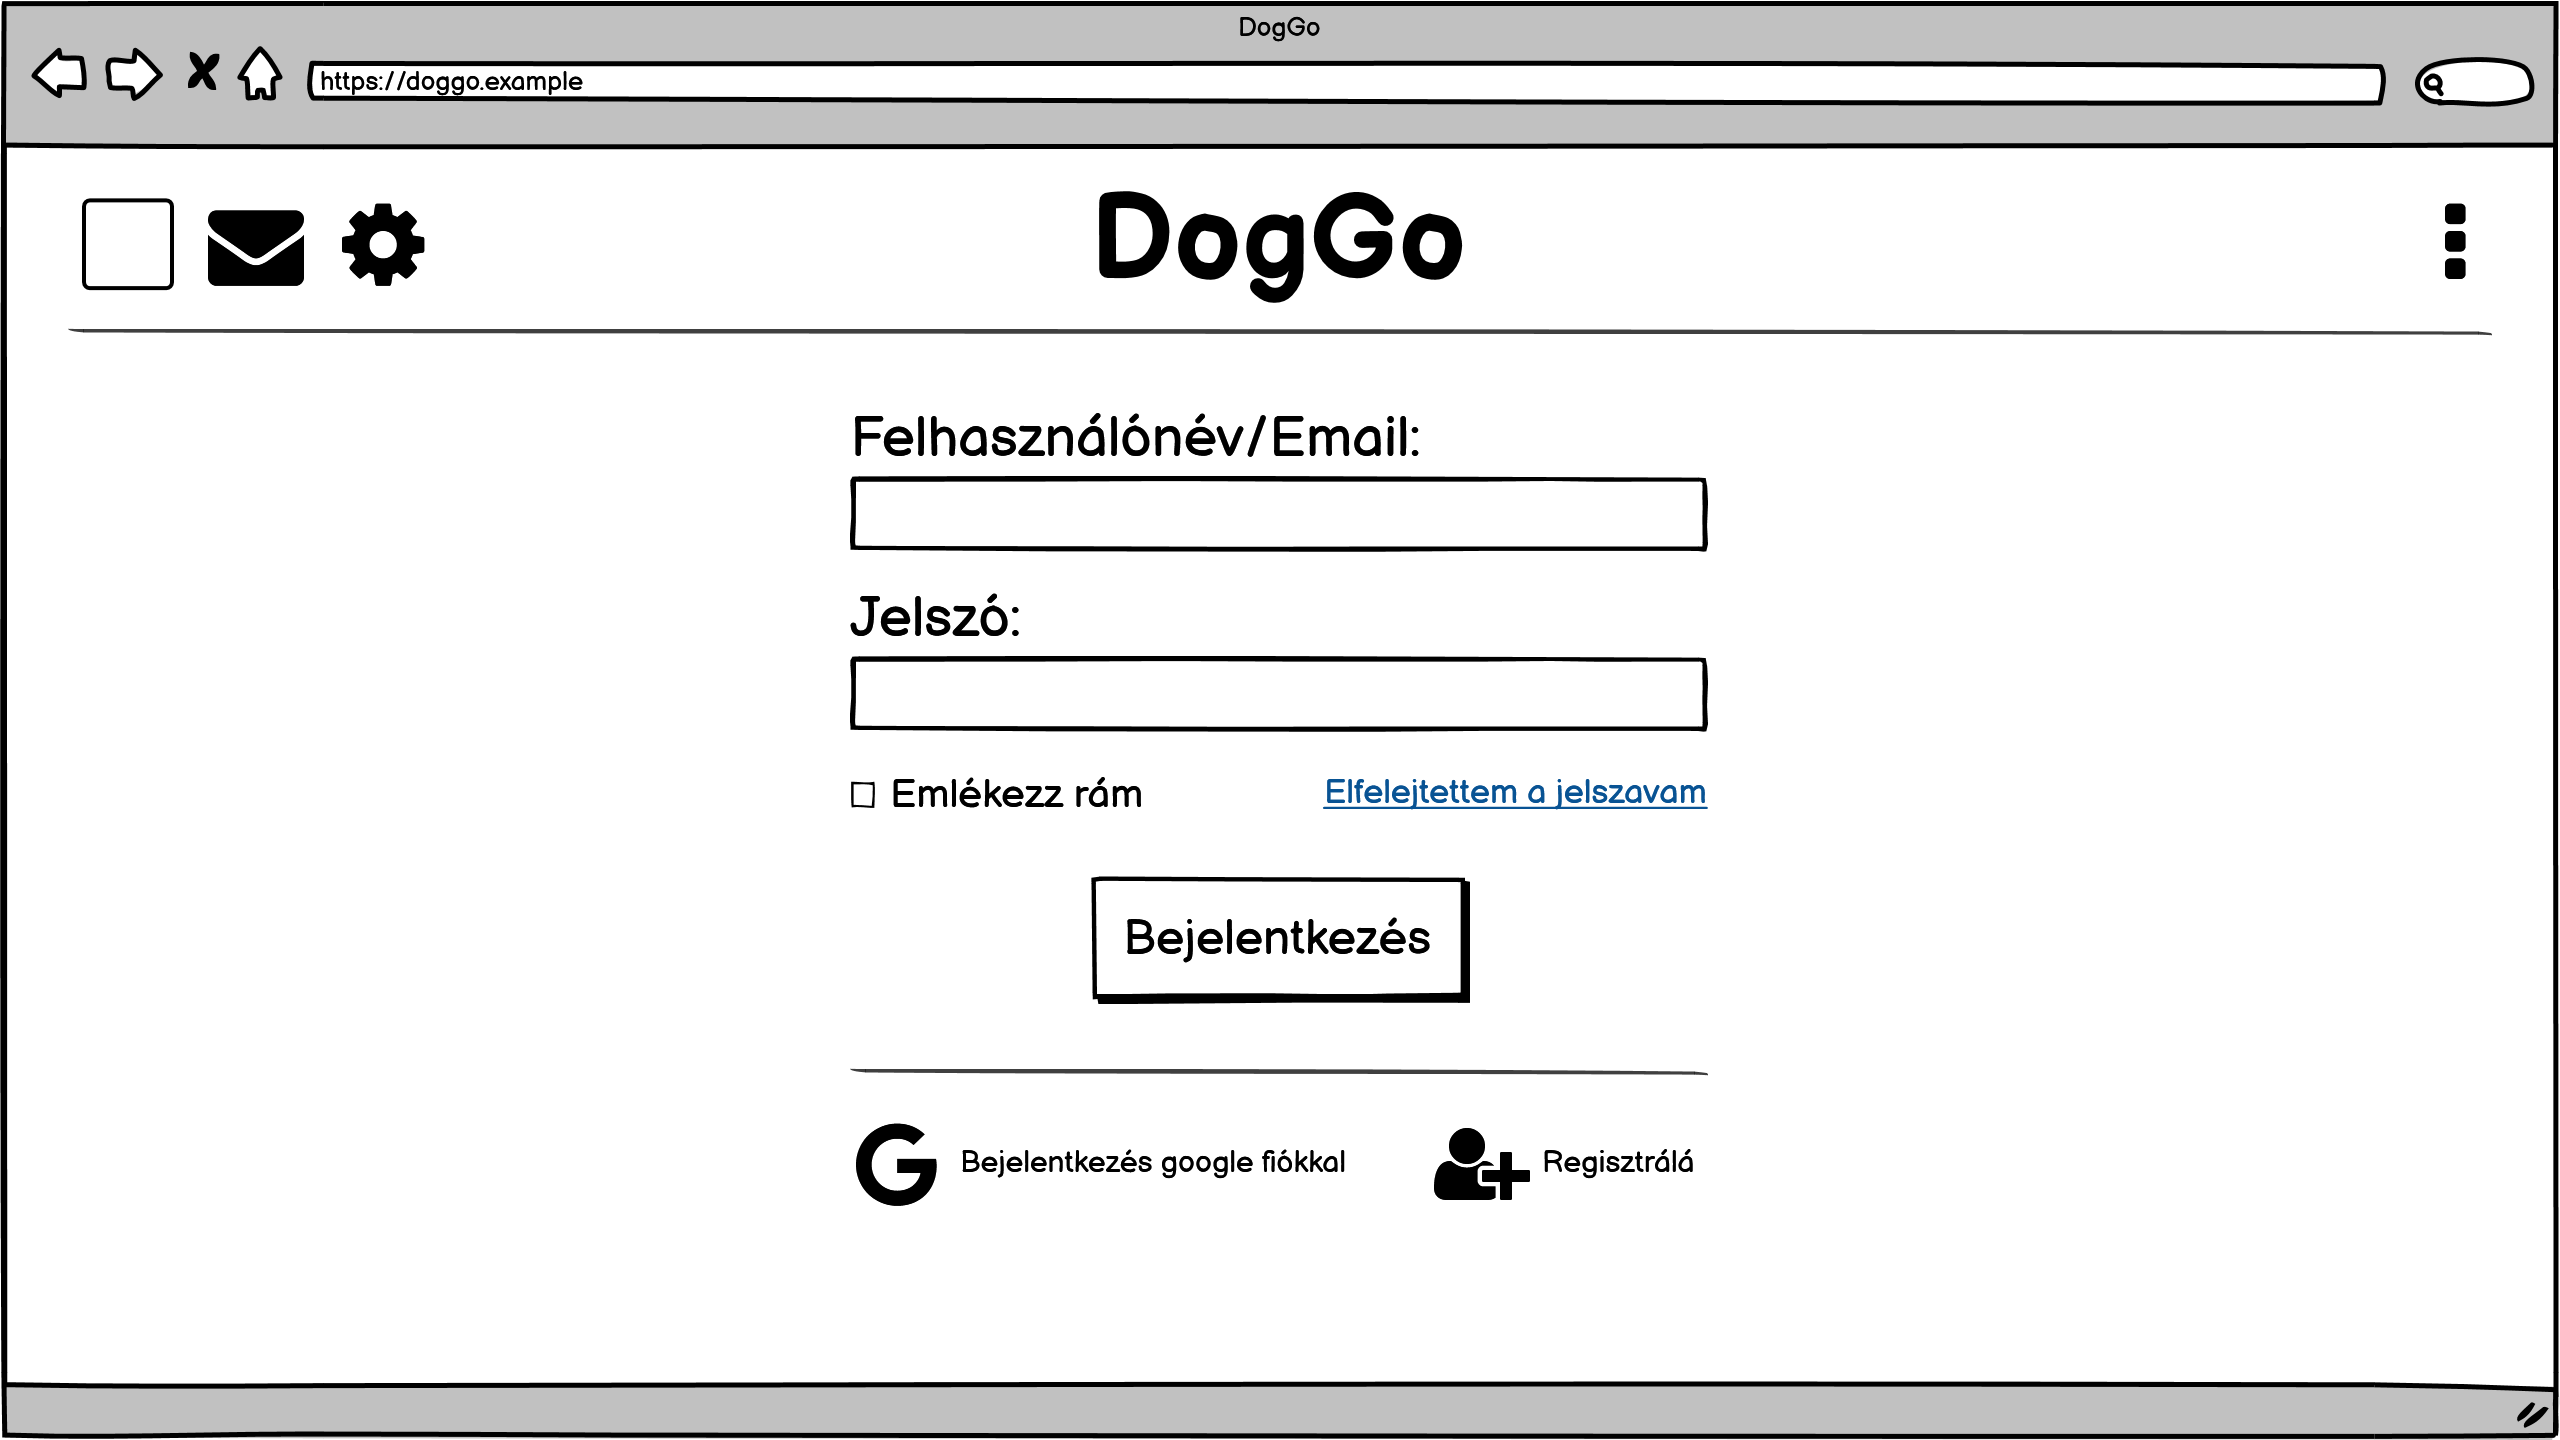 DogGo
https://doggo.example
DogGo
Felhasználónév/Email:
Jelszó:
Emlékezz rám
Elfelejtettem a jelszavam
Bejelentkezés
Bejelentkezés google fiókkal
Regisztrálá